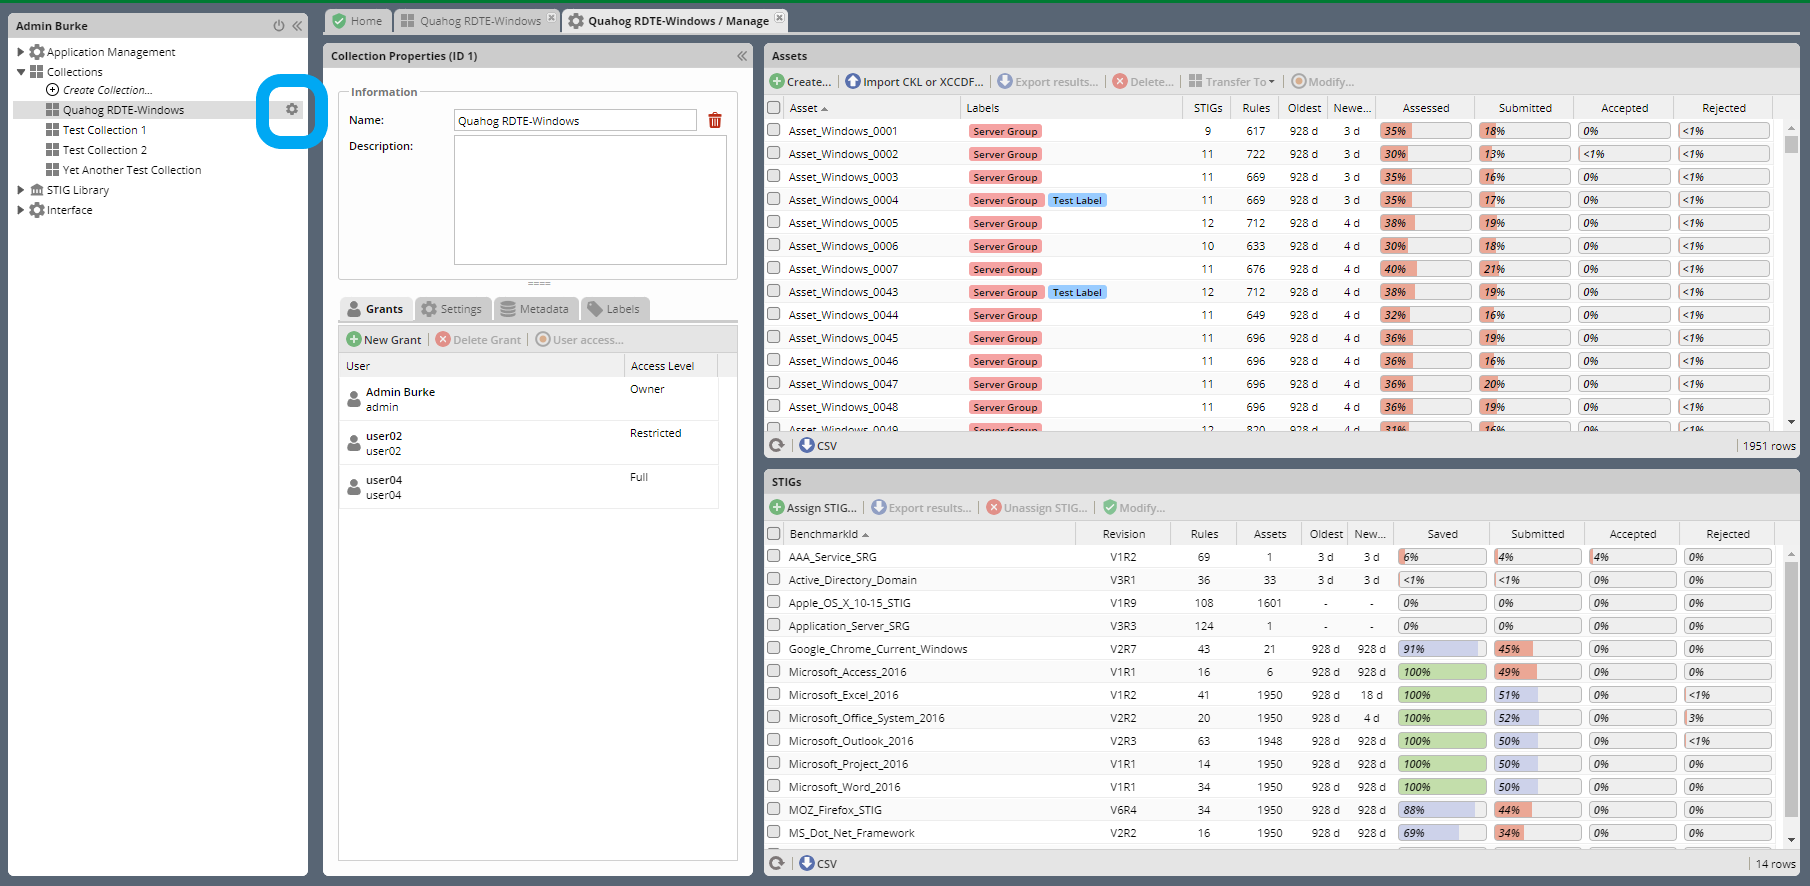 Admin Burke
Application Management
Collections
Create Collection...
Quahog RDTE-Windows
Test Collection 1
Test Collection 2
Yet Another Test Collection
STIG Library
Interface
Home
Quahog RDTE-Windows
Quahog RDTE-Windows / Manage
Collection Properties (ID 1)
Information
Name: Quahog RDTE-Windows
Description:
Grants Settings Metadata Labels
New Grant Delete Grant User access...
User Access Level
Admin Burke Owner
admin
user02 Restricted
user02
user04 Full
user04
Assets
Create... Import CKL or XCCDF... Export results... Delete... Transfer To Modify...
Asset Labels STIGs Rules Oldest Newe... Assessed Submitted Accepted Rejected
Asset_Windows_0001 Server Group 9 617 928 d 3 d 35% 18% 0% <1%
Asset_Windows_0002 Server Group 11 722 928 d 3 d 30% 13% <1% <1%
Asset_Windows_0003 Server Group 11 669 928 d 3 d 35% 16% 0% <1%
Asset_Windows_0004 Server Group Test Label 11 669 928 d 3 d 35% 17% 0% <1%
Asset_Windows_0005 Server Group 12 712 928 d 4 d 38% 19% 0% <1%
Asset_Windows_0006 Server Group 10 633 928 d 4 d 30% 18% 0% <1%
Asset_Windows_0007 Server Group 11 676 928 d 4 d 40% 21% 0% <1%
Asset_Windows_0043 Server Group Test Label 12 712 928 d 4 d 38% 19% 0% <1%
Asset_Windows_0044 Server Group 11 649 928 d 4 d 32% 16% 0% <1%
Asset_Windows_0045 Server Group 11 696 928 d 4 d 36% 19% 0% <1%
Asset_Windows_0046 Server Group 11 696 928 d 4 d 36% 16% 0% <1%
Asset_Windows_0047 Server Group 11 696 928 d 4 d 36% 20% 0% <1%
Asset_Windows_0048 Server Group 11 696 928 d 4 d 36% 19% 0% <1%
Asset_Windows_0049 Server Group 12 820 928 d 4 d 31% 16% 0% <1%
CSV 1951 rows
STIGs
Assign STIG... Export results... Unassign STIG... Modify...
BenchmarkId Revision Rules Assets Oldest New... Saved Submitted Accepted Rejected
AAA_Service_SRG V1R2 69 1 3 d 3 d 6% 4% 4% 0%
Active_Directory_Domain V3R1 36 33 3 d 3 d <1% <1% 0% 0%
Apple_OS_X_10-15_STIG V1R9 108 1601 - - 0% 0% 0% 0%
Application_Server_SRG V3R3 124 1 - - 0% 0% 0% 0%
Google_Chrome_Current_Windows V2R7 43 21 928 d 928 d 91% 45% 0% 0%
Microsoft_Access_2016 V1R1 16 6 928 d 928 d 100% 49% 0% 0%
Microsoft_Excel_2016 V1R2 41 1950 928 d 18 d 100% 51% 0% <1%
Microsoft_Office_System_2016 V2R2 20 1950 928 d 4 d 100% 52% 0% 3%
Microsoft_Outlook_2016 V2R3 63 1948 928 d 928 d 100% 50% 0% <1%
Microsoft_Project_2016 V1R1 14 1950 928 d 928 d 100% 50% 0% 0%
Microsoft_Word_2016 V1R1 34 1950 928 d 928 d 100% 50% 0% 0%
MOZ_Firefox_STIG V6R4 34 1950 928 d 928 d 88% 44% 0% 0%
MS_Dot_Net_Framework V2R2 16 1950 928 d 928 d 69% 34% 0% 0%
CSV 14 rows